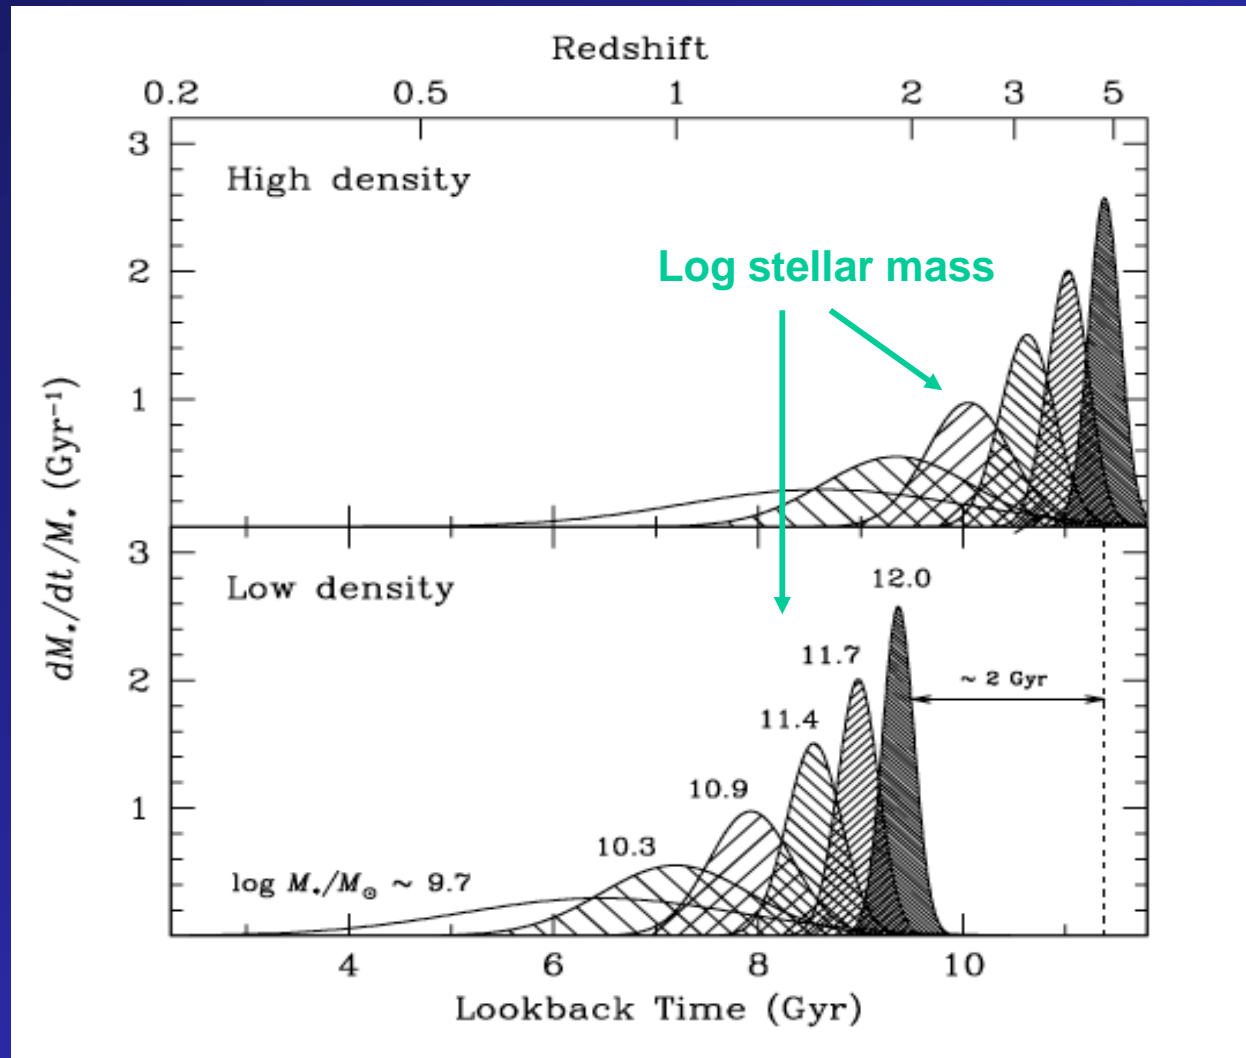 Redshift
0.2 0.5 1 2 3 5
3
High density
Log stellar mass
2
1
dM⋆/dt/M⋆ (Gyr⁻¹)
3
Low density
12.0
11.7
2
~ 2 Gyr
11.4
10.9
1
10.3
log M⋆/M⊙ ~ 9.7
4 6 8 10
Lookback Time (Gyr)